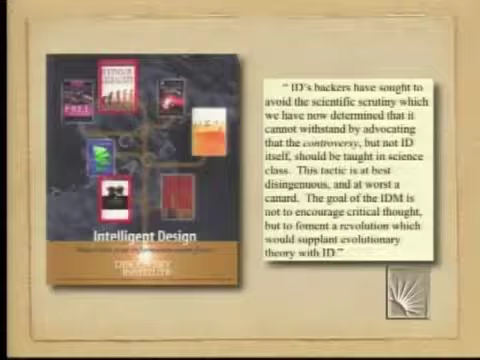 Intelligent Design
DISCOVERY
INSTITUTE
" ID's backers have sought to
avoid the scientific scrutiny which
we have now determined that it
cannot withstand by advocating
that the controversy, but not ID
itself, should be taught in science
class. This tactic is at best
disingenuous, and at worst a
canard. The goal of the IDM is
not to encourage critical thought,
but to foment a revolution which
would supplant evolutionary
theory with ID."